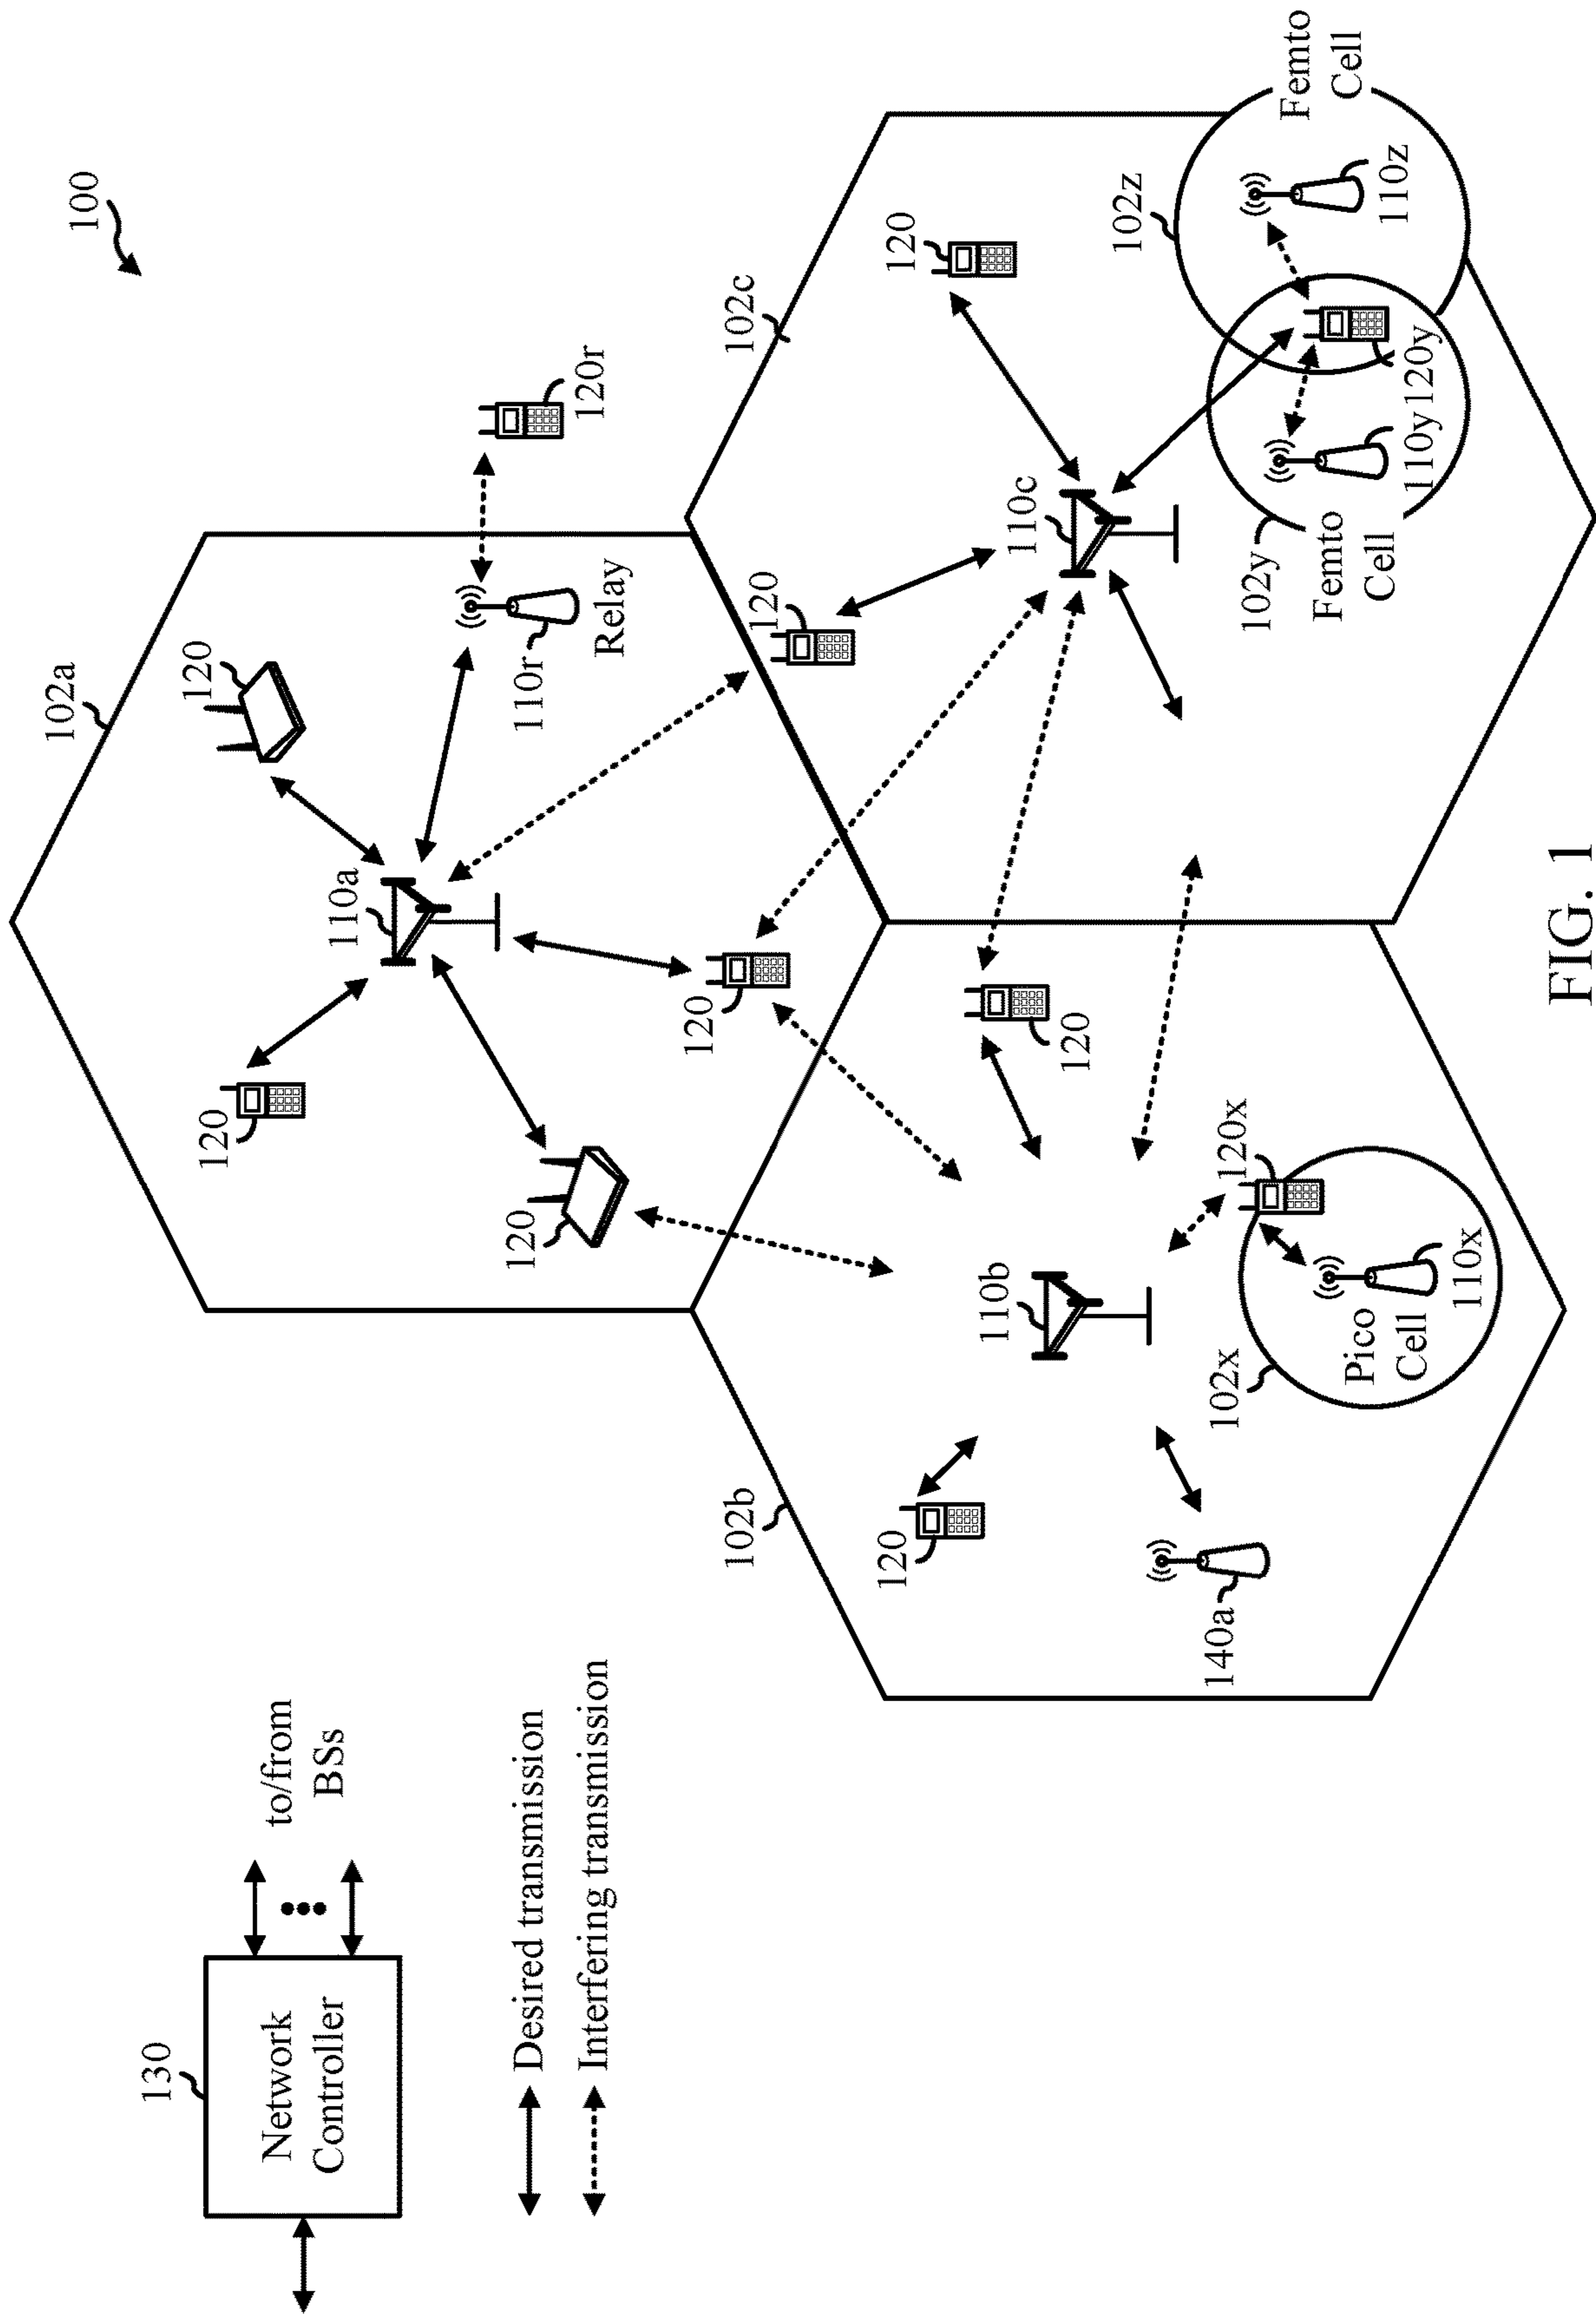 100
130
Network
Controller
to/from
BSs
Desired transmission
Interfering transmission
102a
120
120
110a
120
110r
Relay
120r
120
120
102b
120
110b
120
140a
102x
Pico
Cell
110x
120x
102c
120
120
110c
102y
Femto
Cell
110y
120y
102z
110z
Femto
Cell
FIG. 1